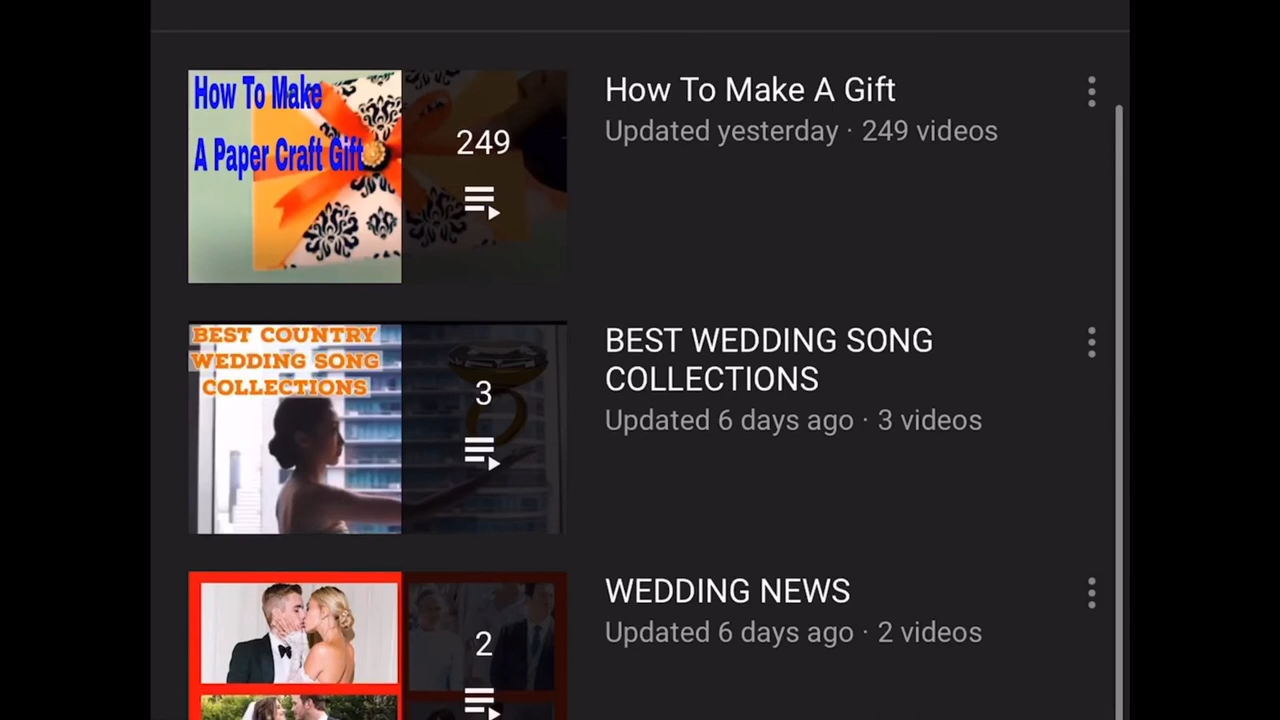 How To Make
A Paper Craft Gift
249
How To Make A Gift
Updated yesterday · 249 videos
BEST COUNTRY
WEDDING SONG
COLLECTIONS
3
BEST WEDDING SONG
COLLECTIONS
Updated 6 days ago · 3 videos
2
WEDDING NEWS
Updated 6 days ago · 2 videos